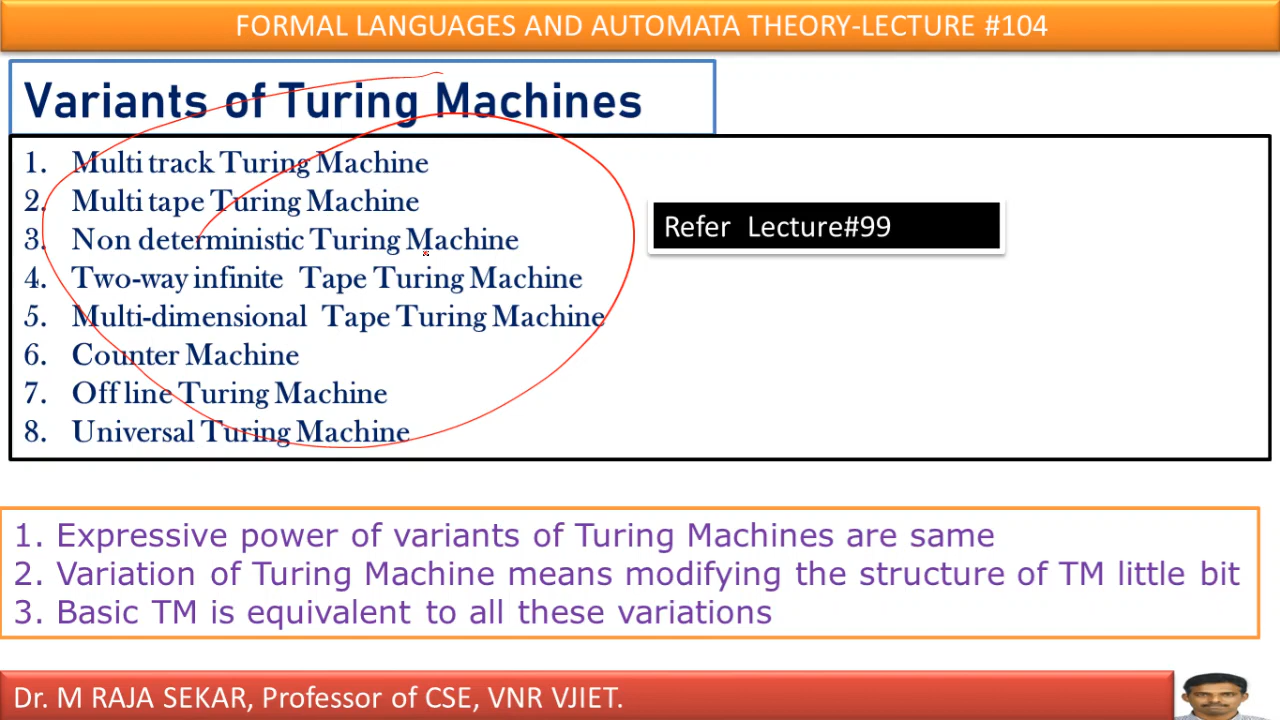 FORMAL LANGUAGES AND AUTOMATA THEORY-LECTURE #104
Variants of Turing Machines
1. Multi track Turing Machine
2. Multi tape Turing Machine
3. Non deterministic Turing Machine
4. Two-way infinite Tape Turing Machine
5. Multi-dimensional Tape Turing Machine
6. Counter Machine
7. Off line Turing Machine
8. Universal Turing Machine
Refer Lecture#99
1. Expressive power of variants of Turing Machines are same
2. Variation of Turing Machine means modifying the structure of TM little bit
3. Basic TM is equivalent to all these variations
Dr. M RAJA SEKAR, Professor of CSE, VNR VJIET.